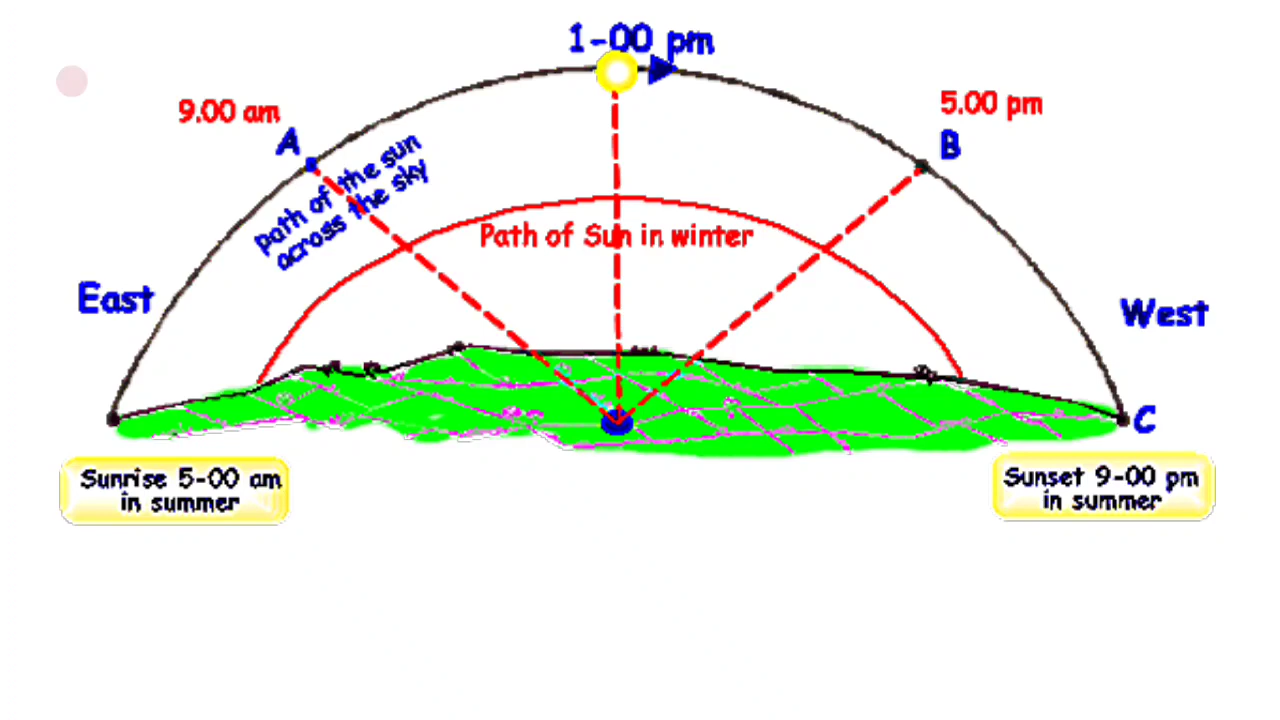 1-00 pm
9.00 am
5.00 pm
A
B
path of the sun
across the sky
Path of Sun in winter
East
West
C
Sunrise 5-00 am
in summer
Sunset 9-00 pm
in summer